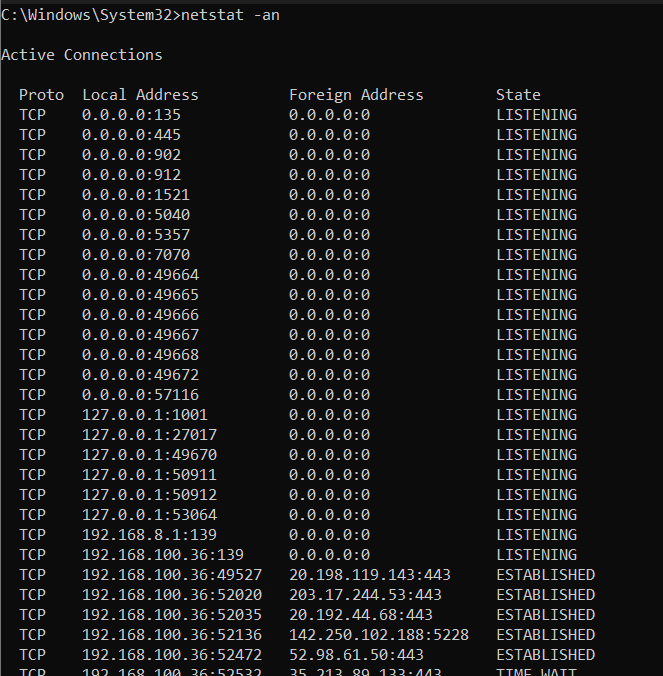 C:\Windows\System32>netstat -an
Active Connections
Proto  Local Address          Foreign Address        State
TCP    0.0.0.0:135            0.0.0.0:0              LISTENING
TCP    0.0.0.0:445            0.0.0.0:0              LISTENING
TCP    0.0.0.0:902            0.0.0.0:0              LISTENING
TCP    0.0.0.0:912            0.0.0.0:0              LISTENING
TCP    0.0.0.0:1521           0.0.0.0:0              LISTENING
TCP    0.0.0.0:5040           0.0.0.0:0              LISTENING
TCP    0.0.0.0:5357           0.0.0.0:0              LISTENING
TCP    0.0.0.0:7070           0.0.0.0:0              LISTENING
TCP    0.0.0.0:49664          0.0.0.0:0              LISTENING
TCP    0.0.0.0:49665          0.0.0.0:0              LISTENING
TCP    0.0.0.0:49666          0.0.0.0:0              LISTENING
TCP    0.0.0.0:49667          0.0.0.0:0              LISTENING
TCP    0.0.0.0:49668          0.0.0.0:0              LISTENING
TCP    0.0.0.0:49672          0.0.0.0:0              LISTENING
TCP    0.0.0.0:57116          0.0.0.0:0              LISTENING
TCP    127.0.0.1:1001         0.0.0.0:0              LISTENING
TCP    127.0.0.1:27017        0.0.0.0:0              LISTENING
TCP    127.0.0.1:49670        0.0.0.0:0              LISTENING
TCP    127.0.0.1:50911        0.0.0.0:0              LISTENING
TCP    127.0.0.1:50912        0.0.0.0:0              LISTENING
TCP    127.0.0.1:53064        0.0.0.0:0              LISTENING
TCP    192.168.8.1:139        0.0.0.0:0              LISTENING
TCP    192.168.100.36:139     0.0.0.0:0              LISTENING
TCP    192.168.100.36:49527   20.198.119.143:443     ESTABLISHED
TCP    192.168.100.36:52020   203.17.244.53:443      ESTABLISHED
TCP    192.168.100.36:52035   20.192.44.68:443       ESTABLISHED
TCP    192.168.100.36:52136   142.250.102.188:5228   ESTABLISHED
TCP    192.168.100.36:52472   52.98.61.50:443        ESTABLISHED
TCP    192.168.100.36:52532   35.213.89.133:443      TIME_WAIT